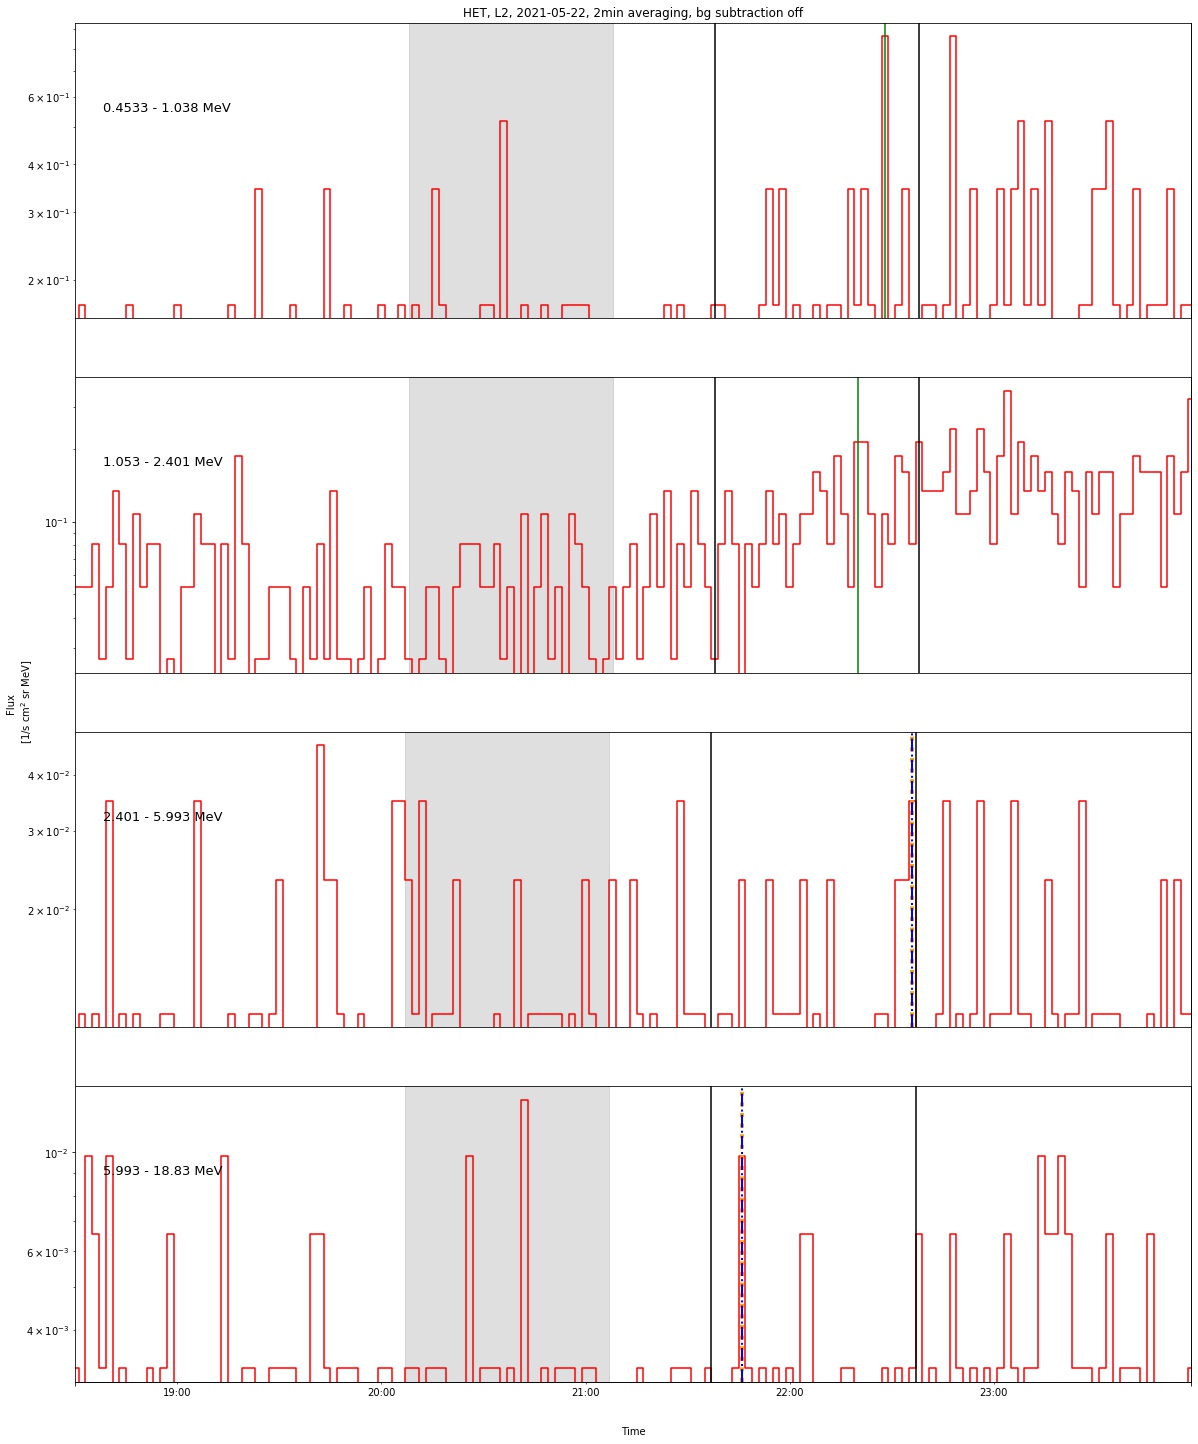 HET, L2, 2021-05-22, 2min averaging, bg subtraction off
6 × 10⁻¹
0.4533 - 1.038 MeV
4 × 10⁻¹
3 × 10⁻¹
2 × 10⁻¹
1.053 - 2.401 MeV
10⁻¹
Flux
[1/s cm² sr MeV]
4 × 10⁻²
2.401 - 5.993 MeV
3 × 10⁻²
2 × 10⁻²
10⁻²
5.993 - 18.83 MeV
6 × 10⁻³
4 × 10⁻³
19:00 20:00 21:00 22:00 23:00
Time